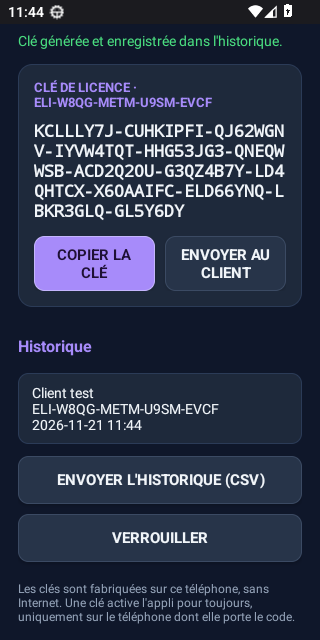 11:44
Clé générée et enregistrée dans l'historique.
CLÉ DE LICENCE ·
ELI-W8QG-METM-U9SM-EVCF
KCLLLY7J-CUHKIPFI-QJ62WGN
V-IYVW4TQT-HHG53JG3-QNEQW
WSB-ACD2Q2OU-G3QZ4B7Y-LD4
QHTCX-X6OAAIFC-ELD66YNQ-L
BKR3GLQ-GL5Y6DY
COPIER LA
CLÉ
ENVOYER AU
CLIENT
Historique
Client test
ELI-W8QG-METM-U9SM-EVCF
2026-11-21 11:44
ENVOYER L'HISTORIQUE (CSV)
VERROUILLER
Les clés sont fabriquées sur ce téléphone, sans
Internet. Une clé active l'appli pour toujours,
uniquement sur le téléphone dont elle porte le code.